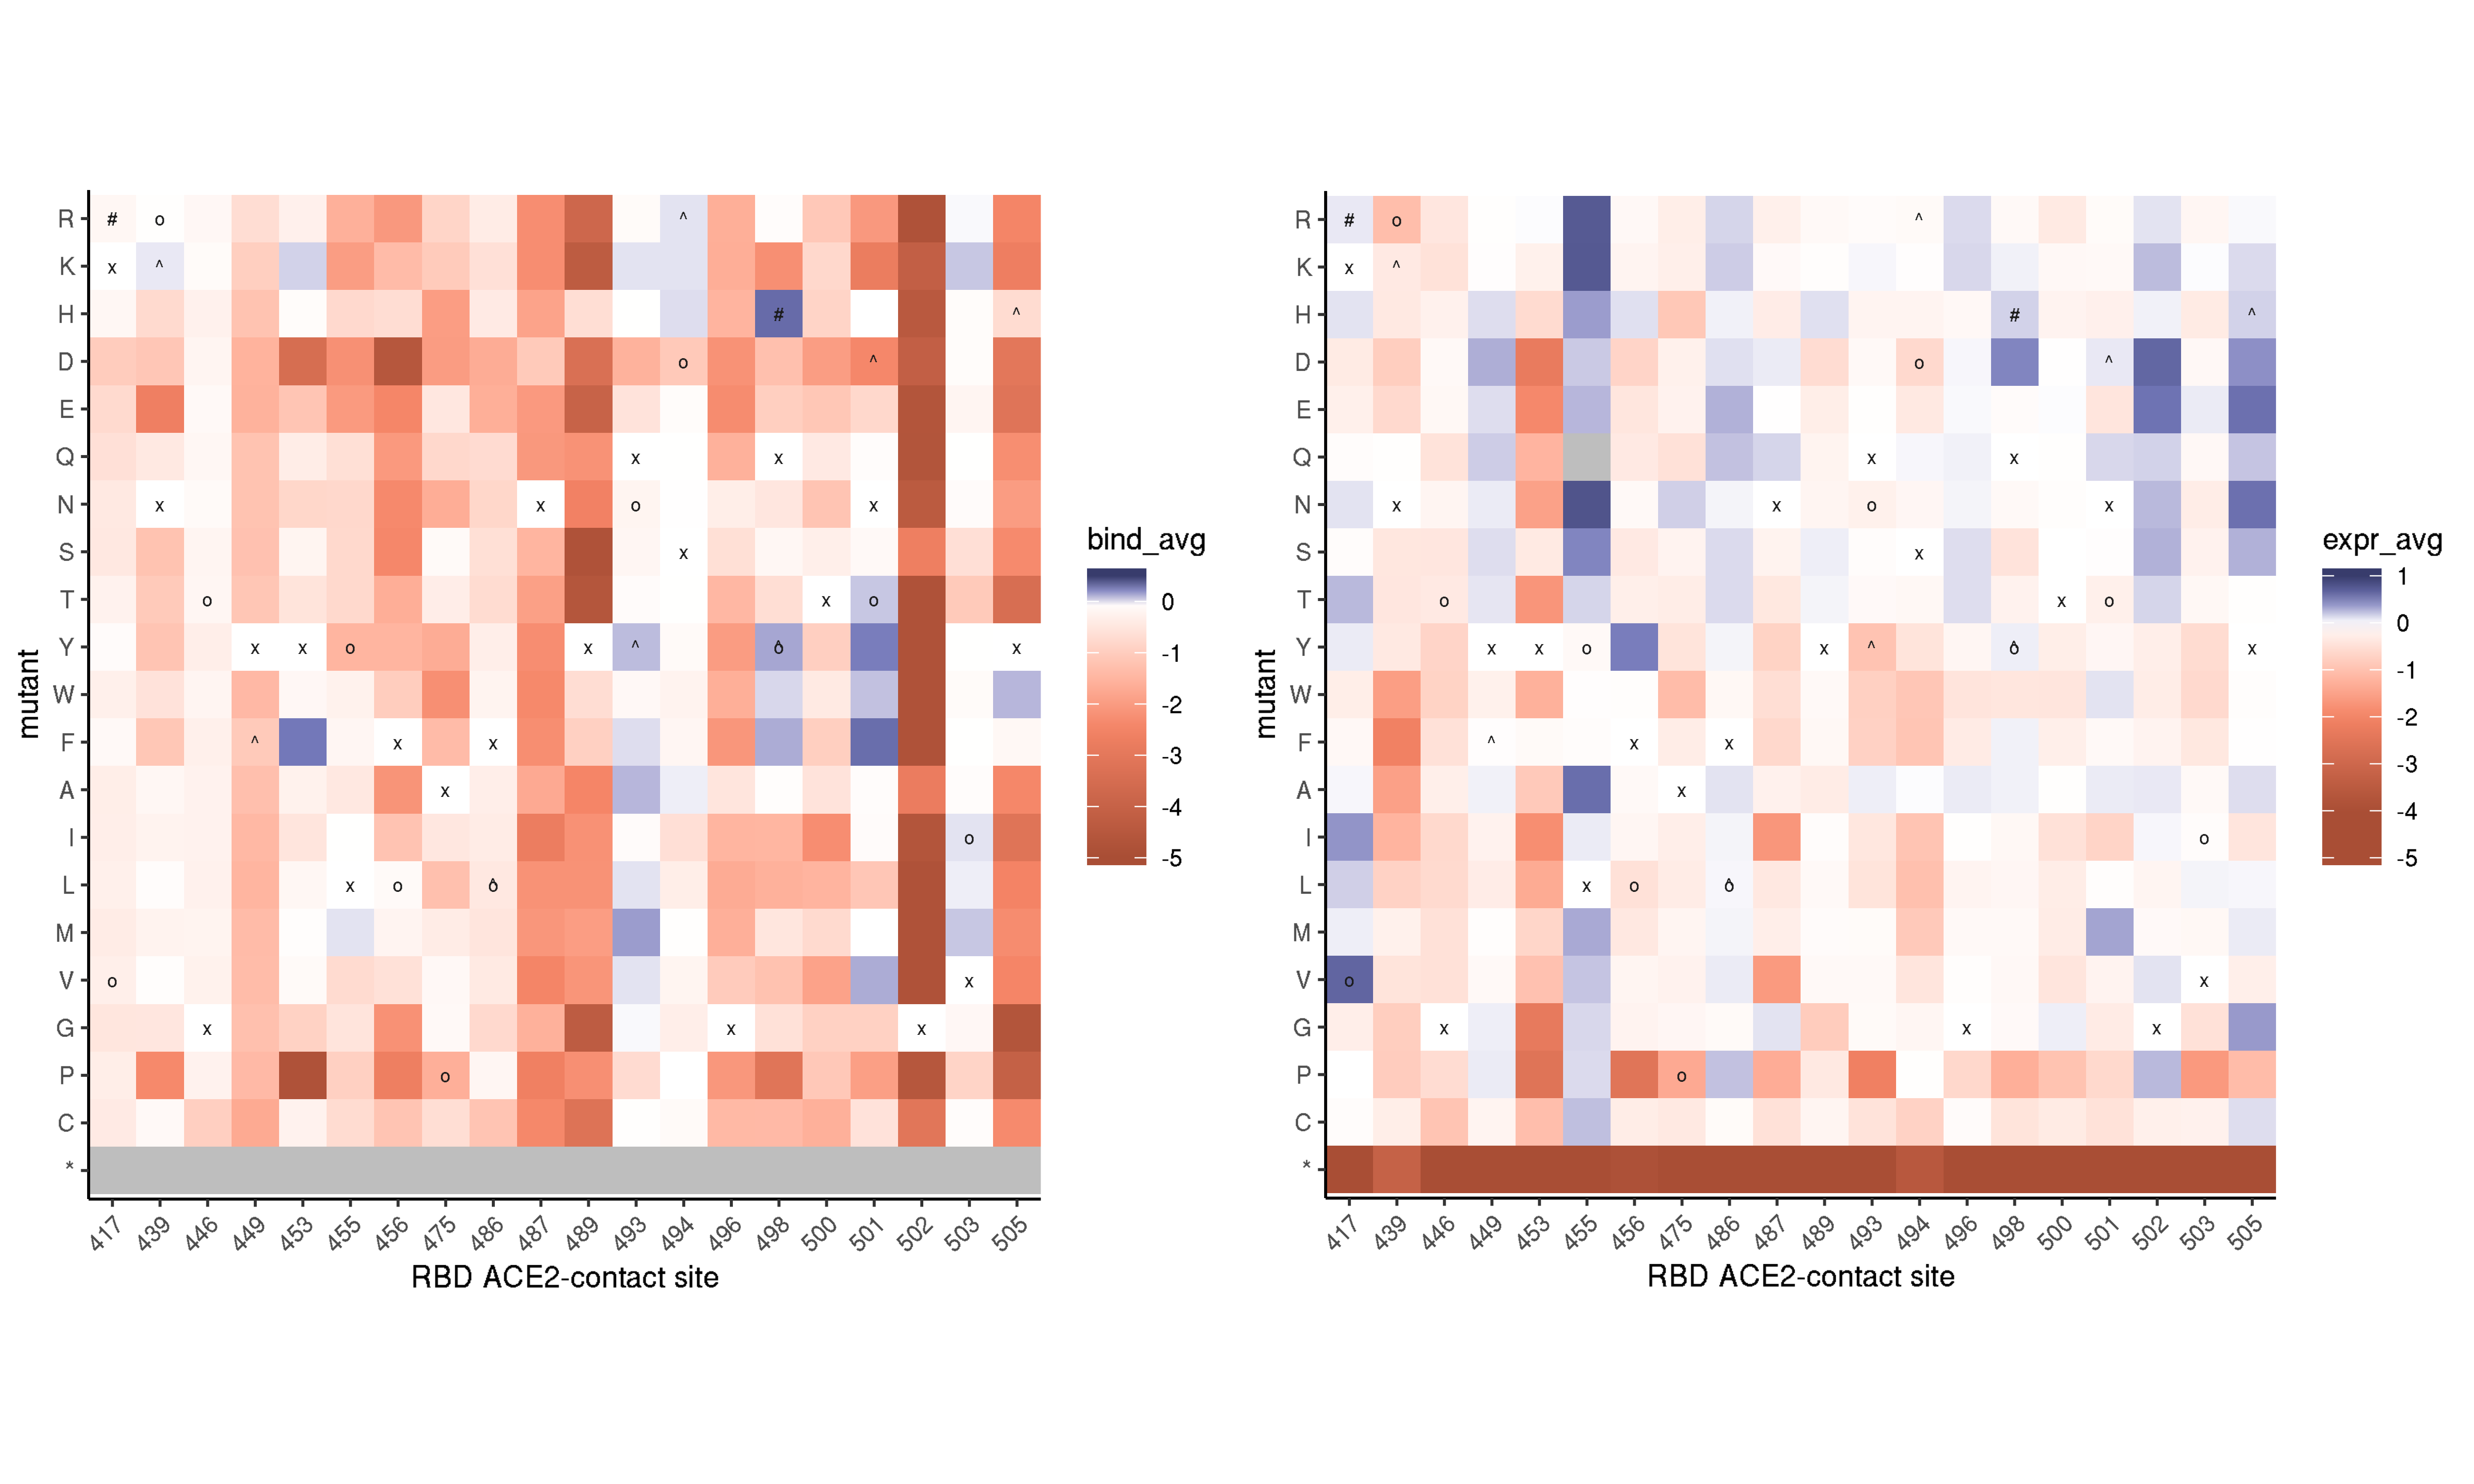 R # o ^
K x ^
H # ^
D o ^
E
Q x x
N x x o x
S x
T o x o
Y x x o x ^ ô x
W
F ^ x x
A x
I o
L x o ô
M
V o x
G x x x
P o
C
*
mutant
417 439 446 449 453 455 456 475 486 487 489 493 494 496 498 500 501 502 503 505
RBD ACE2-contact site
bind_avg
0
-1
-2
-3
-4
-5
R # o ^
K x ^
H # ^
D o ^
E
Q x x
N x x o x
S x
T o x o
Y x x o x ^ ô x
W
F ^ x x
A x
I o
L x o ô
M
V o x
G x x x
P o
C
*
mutant
417 439 446 449 453 455 456 475 486 487 489 493 494 496 498 500 501 502 503 505
RBD ACE2-contact site
expr_avg
1
0
-1
-2
-3
-4
-5